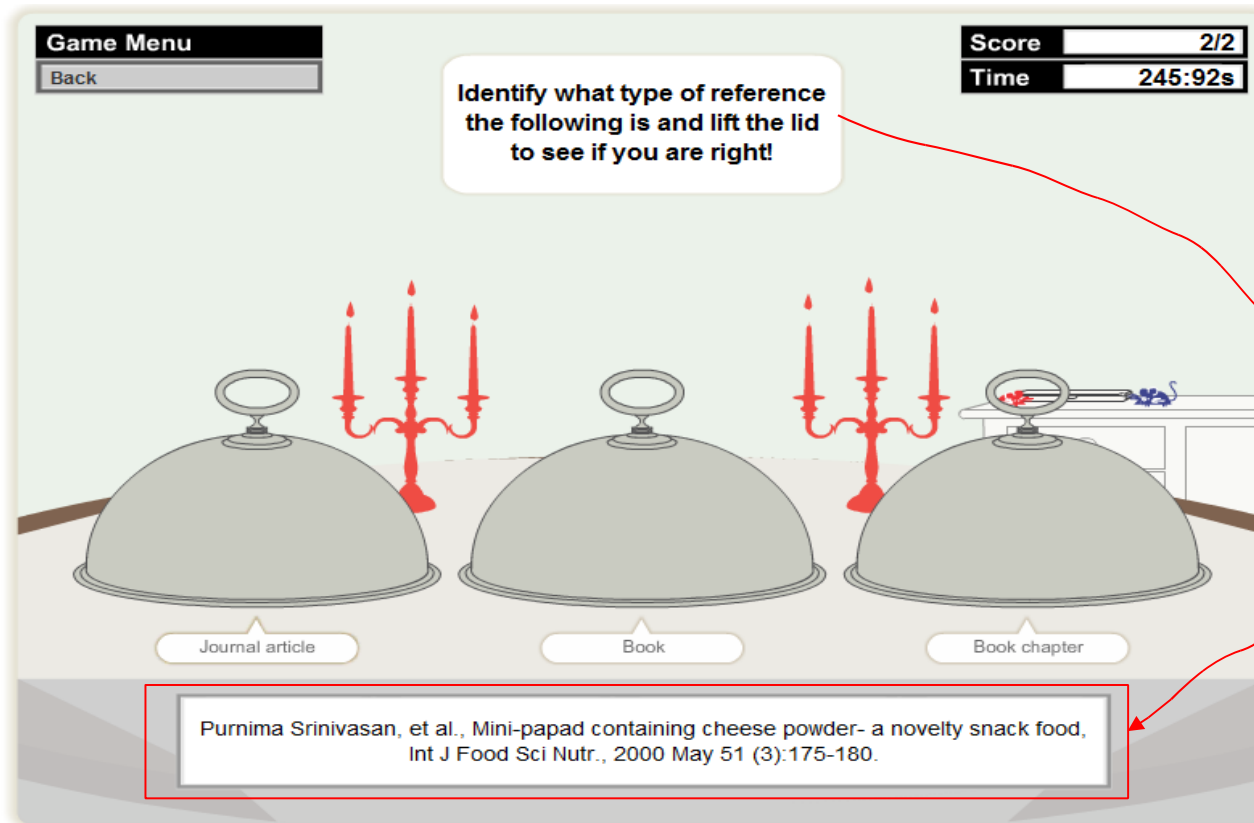 Game Menu
Back
Score 2/2
Time 245:92s
Identify what type of reference
the following is and lift the lid
to see if you are right!
Journal article
Book
Book chapter
Purnima Srinivasan, et al., Mini-papad containing cheese powder- a novelty snack food,
Int J Food Sci Nutr., 2000 May 51 (3):175-180.